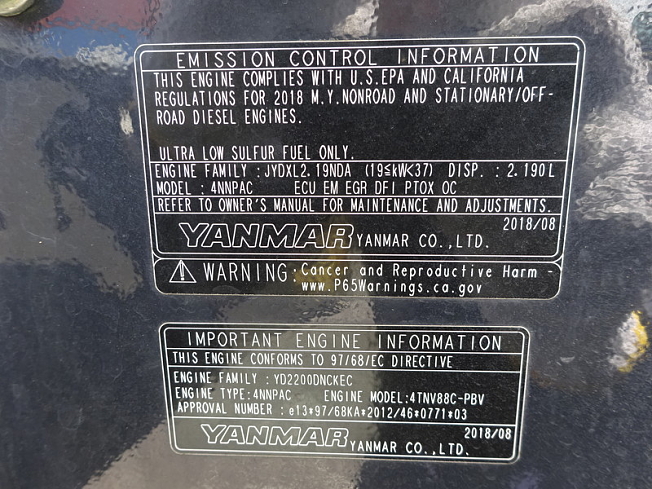 EMISSION CONTROL INFORMATION
THIS ENGINE COMPLIES WITH U.S.EPA AND CALIFORNIA
REGULATIONS FOR 2018 M.Y.NONROAD AND STATIONARY/OFF-
ROAD DIESEL ENGINES.
ULTRA LOW SULFUR FUEL ONLY.
ENGINE FAMILY : JYDXL2.19NDA (19≦kW<37) DISP. : 2.190L
MODEL : 4NNPAC ECU EM EGR DFI PTOX OC
REFER TO OWNER'S MANUAL FOR MAINTENANCE AND ADJUSTMENTS.
2018/08
YANMAR YANMAR CO.,LTD.
WARNING: Cancer and Reproductive Harm -
www.P65Warnings.ca.gov
IMPORTANT ENGINE INFORMATION
THIS ENGINE CONFORMS TO 97/68/EC DIRECTIVE
ENGINE FAMILY : YD2200DNCKEC
ENGINE TYPE:4NNPAC ENGINE MODEL:4TNV88C-PBV
APPROVAL NUMBER : e13*97/68KA*2012/46*0771*03
2018/08
YANMAR YANMAR CO.,LTD.